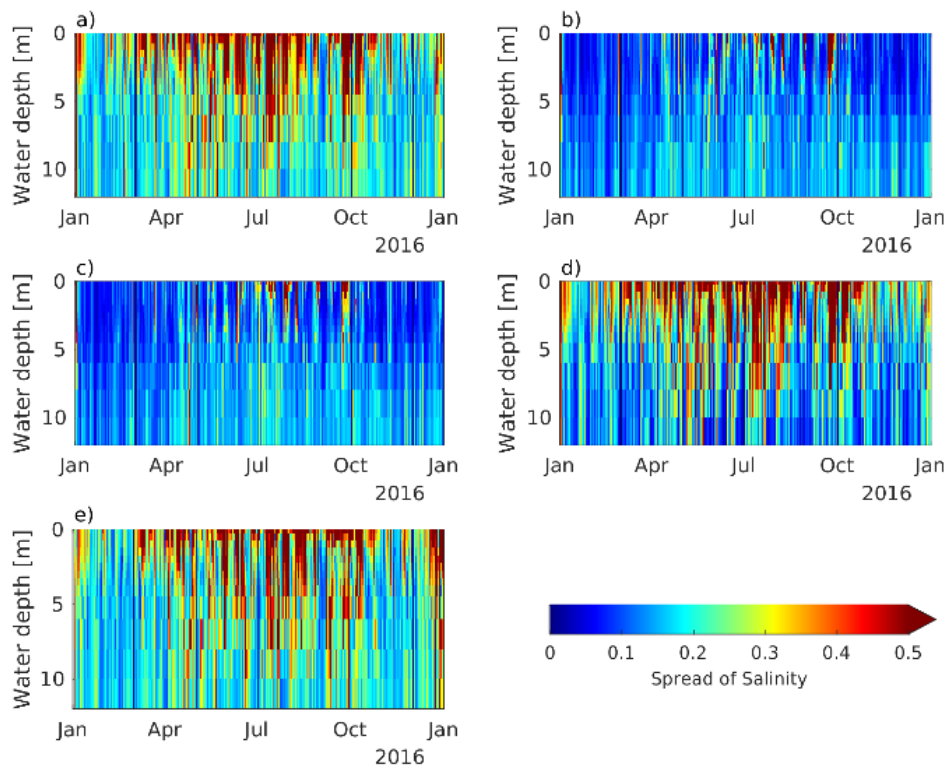 a)
Water depth [m]
0
5
10
Jan Apr Jul Oct Jan
2016
b)
Water depth [m]
0
5
10
Jan Apr Jul Oct Jan
2016
c)
Water depth [m]
0
5
10
Jan Apr Jul Oct Jan
2016
d)
Water depth [m]
0
5
10
Jan Apr Jul Oct Jan
2016
e)
Water depth [m]
0
5
10
Jan Apr Jul Oct Jan
2016
0 0.1 0.2 0.3 0.4 0.5
Spread of Salinity